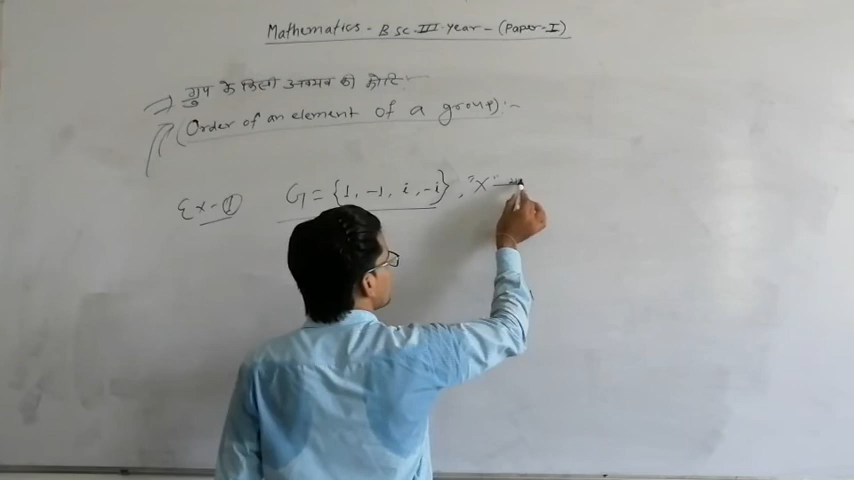 Mathematics - B Sc. III. Year - (Paper-I)
→ ग्रुप के किसी अवयव की कोटि :-
(Order of an element of a group) :-
Ex-① G = {1, -1, i, -i}, "X"